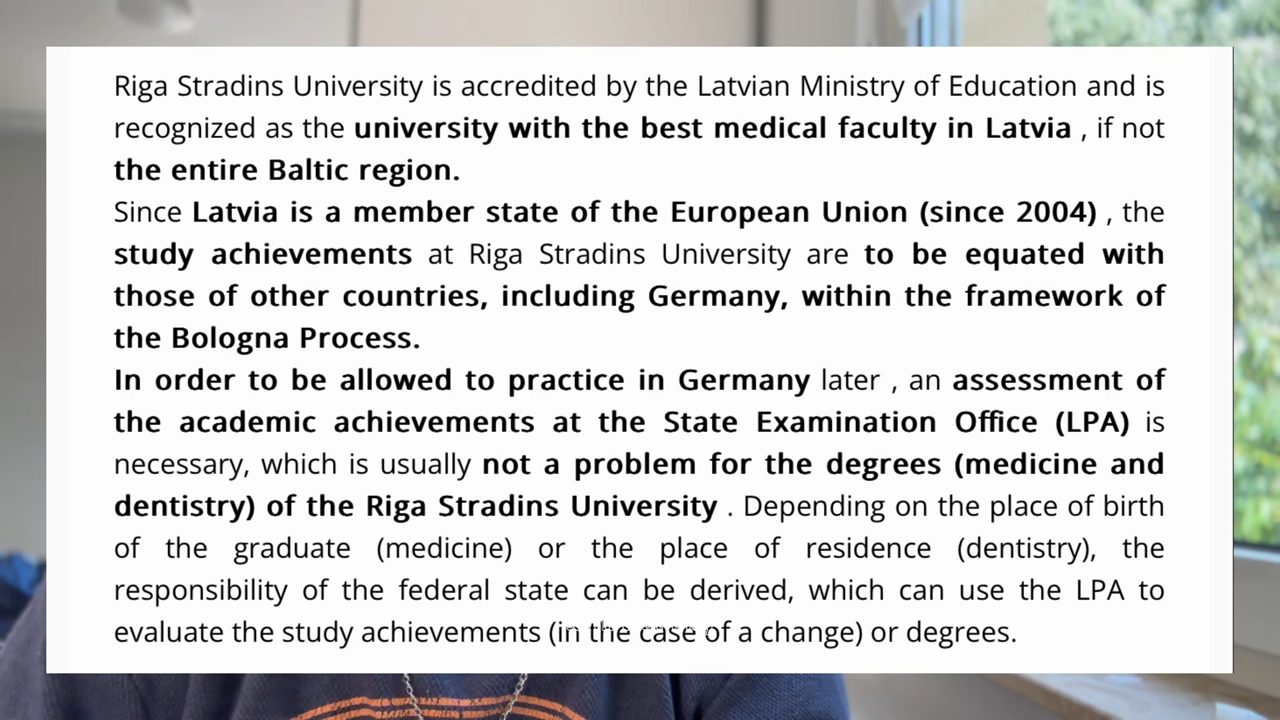 Riga Stradins University is accredited by the Latvian Ministry of Education and is
recognized as the university with the best medical faculty in Latvia , if not
the entire Baltic region.
Since Latvia is a member state of the European Union (since 2004) , the
study achievements at Riga Stradins University are to be equated with
those of other countries, including Germany, within the framework of
the Bologna Process.
In order to be allowed to practice in Germany later , an assessment of
the academic achievements at the State Examination Office (LPA) is
necessary, which is usually not a problem for the degrees (medicine and
dentistry) of the Riga Stradins University . Depending on the place of birth
of the graduate (medicine) or the place of residence (dentistry), the
responsibility of the federal state can be derived, which can use the LPA to
evaluate the study achievements (in the case of a change) or degrees.